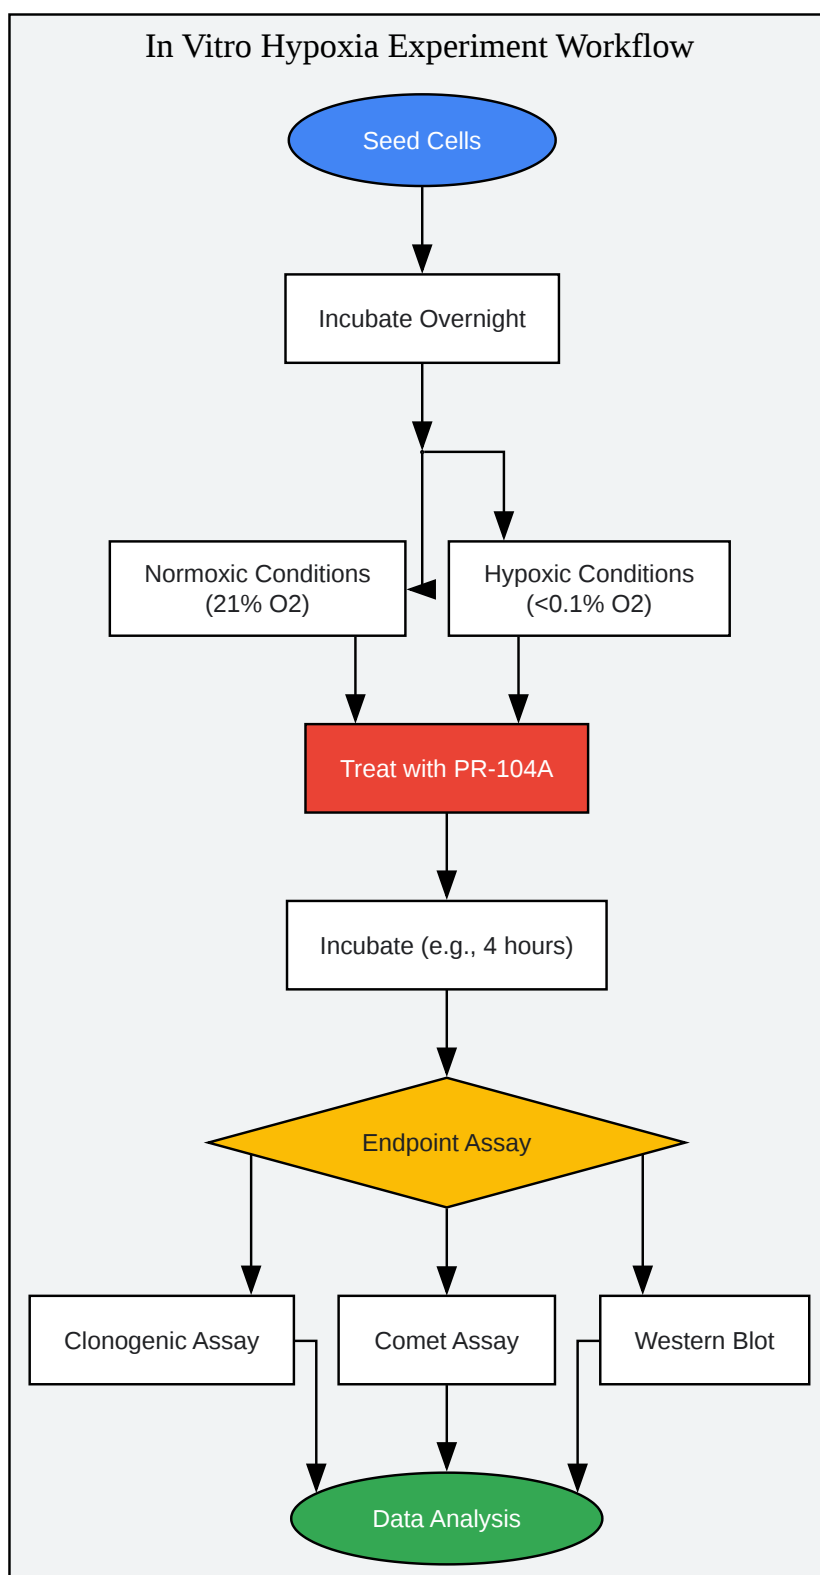 In Vitro Hypoxia Experiment Workflow
Seed Cells
Incubate Overnight
Normoxic Conditions
(21% O2)
Hypoxic Conditions
(<0.1% O2)
Treat with PR-104A
Incubate (e.g., 4 hours)
Endpoint Assay
Clonogenic Assay
Comet Assay
Western Blot
Data Analysis